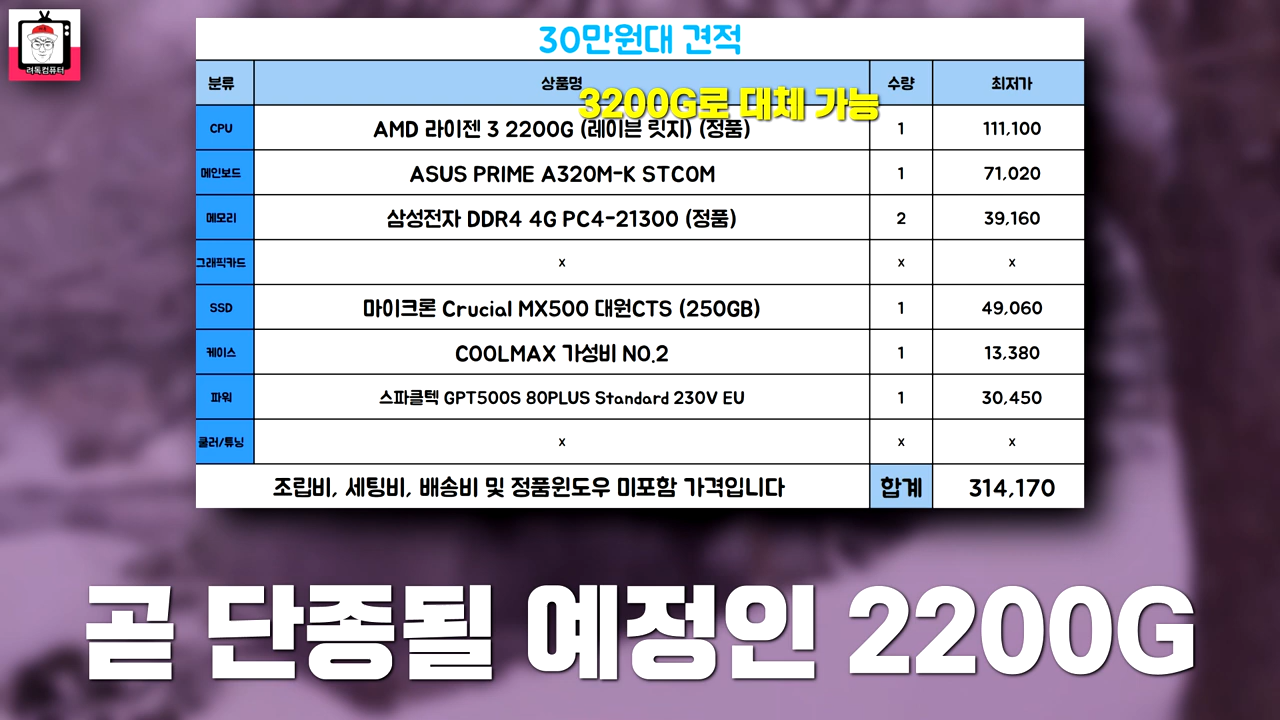 려독컴퓨터
30만원대 견적
분류 상품명 수량 최저가
3200G로 대체 가능
CPU AMD 라이젠 3 2200G (레이븐 릿지) (정품) 1 111,100
메인보드 ASUS PRIME A320M-K STCOM 1 71,020
메모리 삼성전자 DDR4 4G PC4-21300 (정품) 2 39,160
그래픽카드 x x x
SSD 마이크론 Crucial MX500 대원CTS (250GB) 1 49,060
케이스 COOLMAX 가성비 NO.2 1 13,380
파워 스파클텍 GPT500S 80PLUS Standard 230V EU 1 30,450
쿨러/튜닝 x x x
조립비, 세팅비, 배송비 및 정품윈도우 미포함 가격입니다 합계 314,170
곧 단종될 예정인 2200G